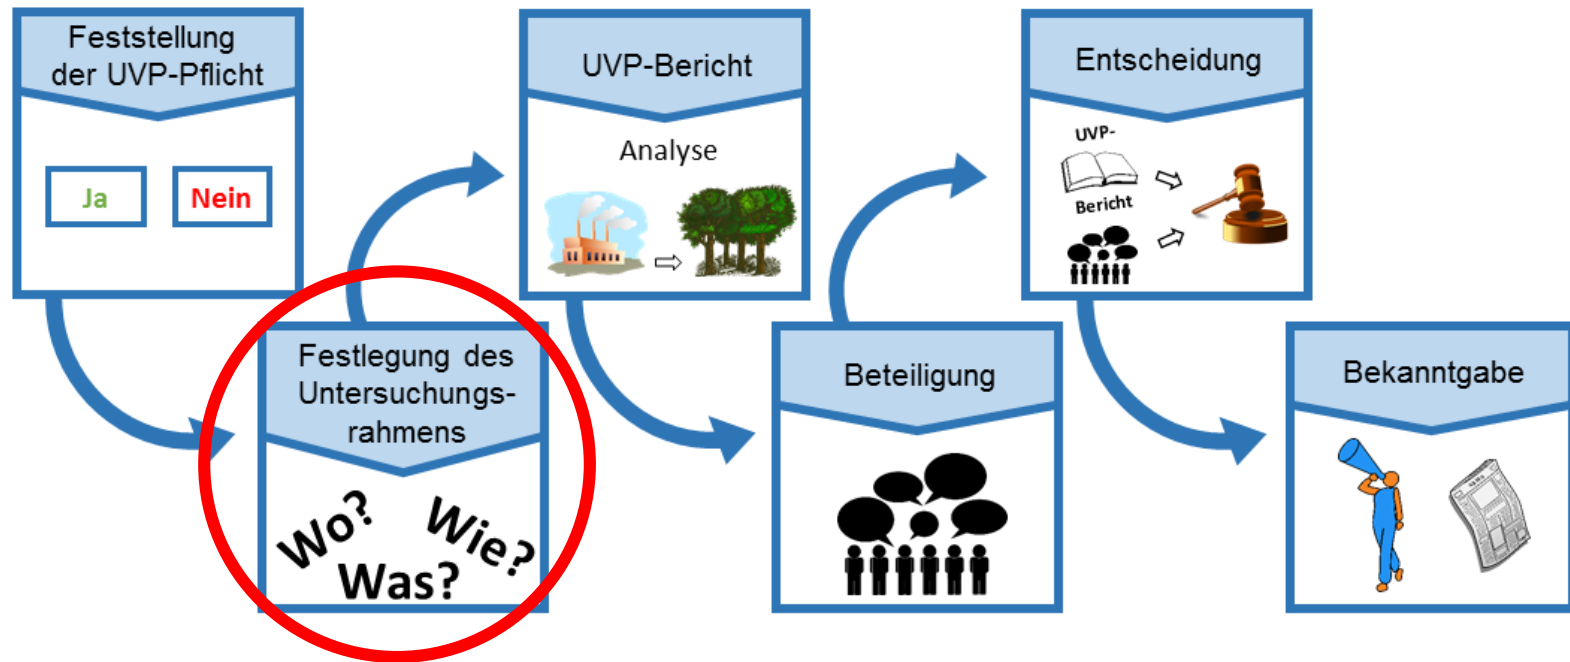 Feststellung
der UVP-Pflicht
Ja
Nein
Festlegung des
Untersuchungs-
rahmens
Wo?
Wie?
Was?
UVP-Bericht
Analyse
Beteiligung
Entscheidung
UVP-
Bericht
Bekanntgabe